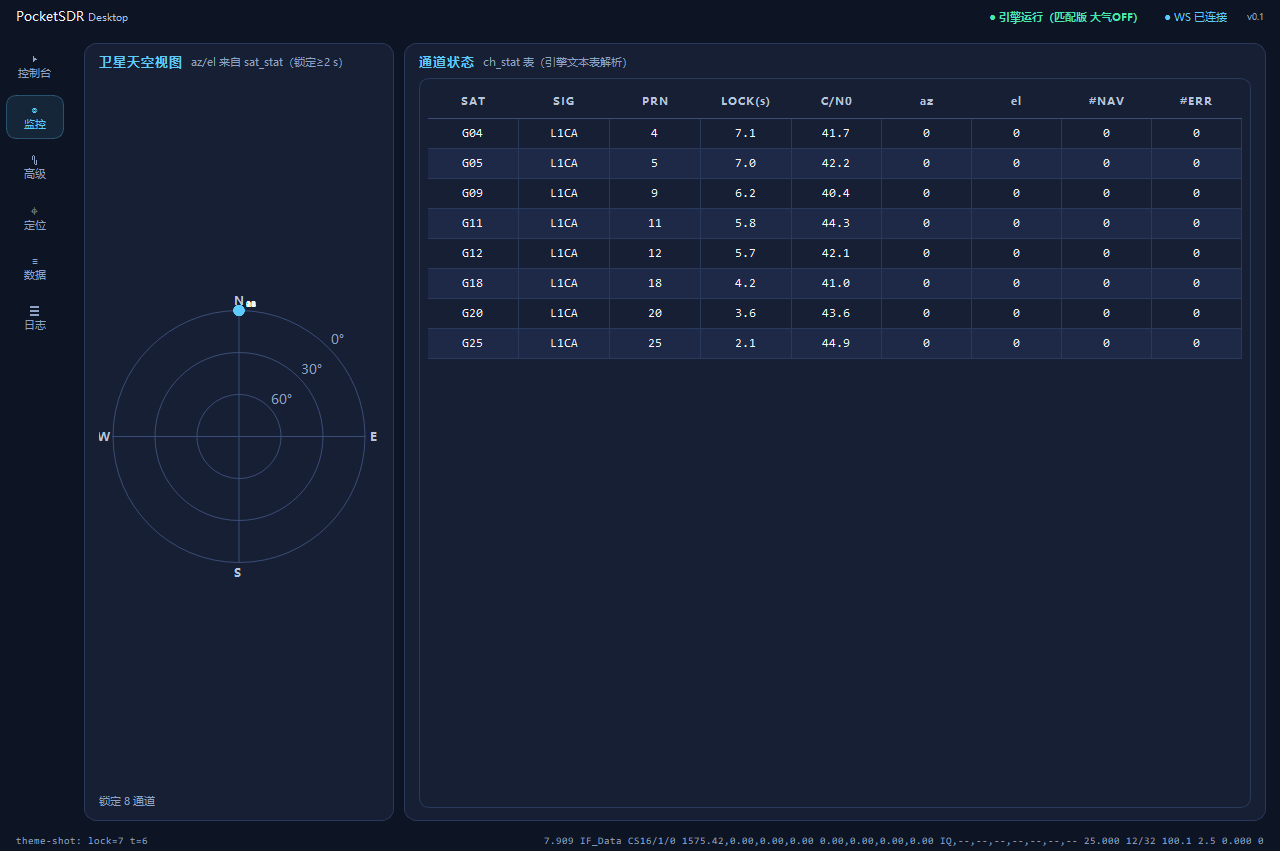 PocketSDR Desktop
引擎运行（匹配版 大气OFF）
WS 已连接
v0.1
控制台
监控
高级
定位
数据
日志
卫星天空视图 az/el 来自 sat_stat（锁定≥2 s）
N
0°
30°
60°
W
E
S
锁定 8 通道
通道状态 ch_stat 表（引擎文本表解析）
SAT SIG PRN LOCK(s) C/N0 az el #NAV #ERR
G04 L1CA 4 7.1 41.7 0 0 0 0
G05 L1CA 5 7.0 42.2 0 0 0 0
G09 L1CA 9 6.2 40.4 0 0 0 0
G11 L1CA 11 5.8 44.3 0 0 0 0
G12 L1CA 12 5.7 42.1 0 0 0 0
G18 L1CA 18 4.2 41.0 0 0 0 0
G20 L1CA 20 3.6 43.6 0 0 0 0
G25 L1CA 25 2.1 44.9 0 0 0 0
theme-shot: lock=7 t=6
7.909 IF_Data CS16/1/0 1575.42,0.00,0.00,0.00 0.00,0.00,0.00,0.00 IQ,--,--,--,--,--,--,-- 25.000 12/32 100.1 2.5 0.000 0